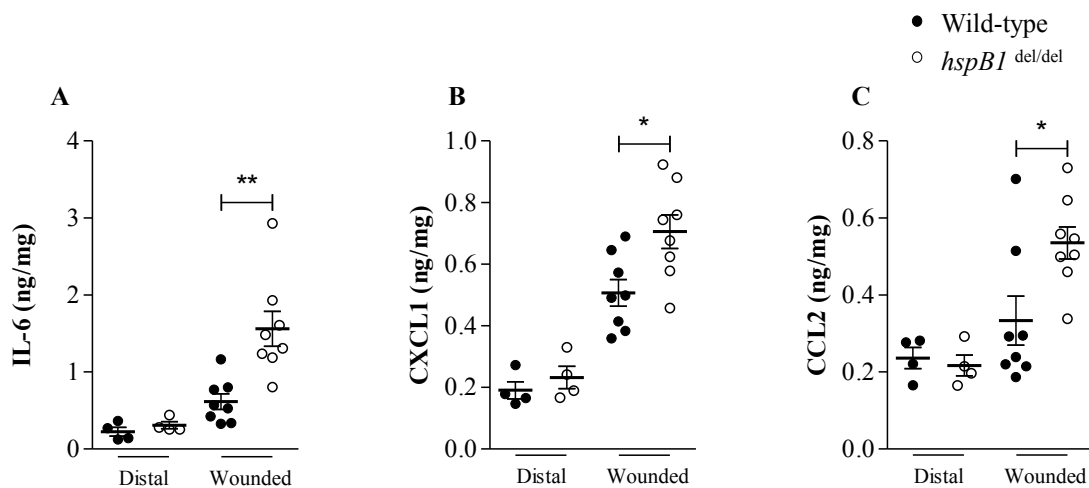 Wild-type
hspB1 del/del
A
B
C
**
*
*
IL-6 (ng/mg)
4
3
2
1
0
Distal
Wounded
CXCL1 (ng/mg)
1.0
0.8
0.6
0.4
0.2
0.0
Distal
Wounded
CCL2 (ng/mg)
0.8
0.6
0.4
0.2
0.0
Distal
Wounded